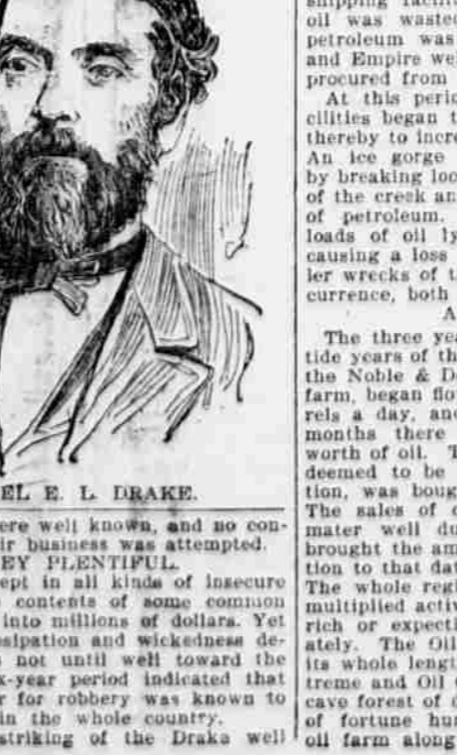 EL E. L. DRAKE.
ere well known, and no con-
ir business was attempted.
EY PLENTIFUL.
ept in all kinds of insecure
contents of some common
into millions of dollars. Yet
sipation and wickedness de-
not until well toward the
x-year period indicated that
r for robbery was known to
in the whole country.
striking of the Drake well
shipping facil
oil was wasted
petroleum was
and Empire we
procured from
At this perio
cilities began t
thereby to incre
An ice gorge
by breaking loo
of the creek an
of petroleum.
loads of oil ly
causing a loss
ler wrecks of t
currence, both
A
The three yea
tide years of th
the Noble & De
farm, began flo
rels a day, and
months there
worth of oil. T
deemed to be
tion, was boug
The sales of o
mater well du
brought the am
tion to that dat
The whole regi
multiplied activ
rich or expecti
ately. The Oil
its whole length
treme and Oil C
cave forest of d
of fortune hun
oil farm along